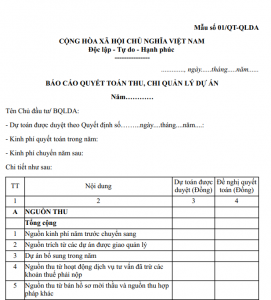 Mẫu số 01/QT-QLDA
CỘNG HÒA XÃ HỘI CHỦ NGHĨA VIỆT NAM
Độc lập - Tự do - Hạnh phúc
----------------
............., ngày......tháng.....năm......
BÁO CÁO QUYẾT TOÁN THU, CHI QUẢN LÝ DỰ ÁN
Năm............
Tên Chủ đầu tư/ BQLDA:
- Dự toán được duyệt theo Quyết định số.........ngày....tháng....năm....:
- Kinh phí quyết toán trong năm:
- Kinh phí chuyển năm sau:
Chi tiết như sau:
TT Nội dung Dự toán được duyệt (Đồng) Đề nghị quyết toán (Đồng)
1 2 3 4
A NGUỒN THU
Tổng cộng
1 Nguồn kinh phí năm trước chuyển sang
2 Nguồn trích từ các dự án được giao quản lý
3 Dự án bổ sung trong năm
4 Nguồn thu từ hoạt động dịch vụ tư vấn đã trừ các
khoản thuế phải nộp
5 Nguồn thu từ bán hồ sơ mời thầu và nguồn thu hợp
pháp khác